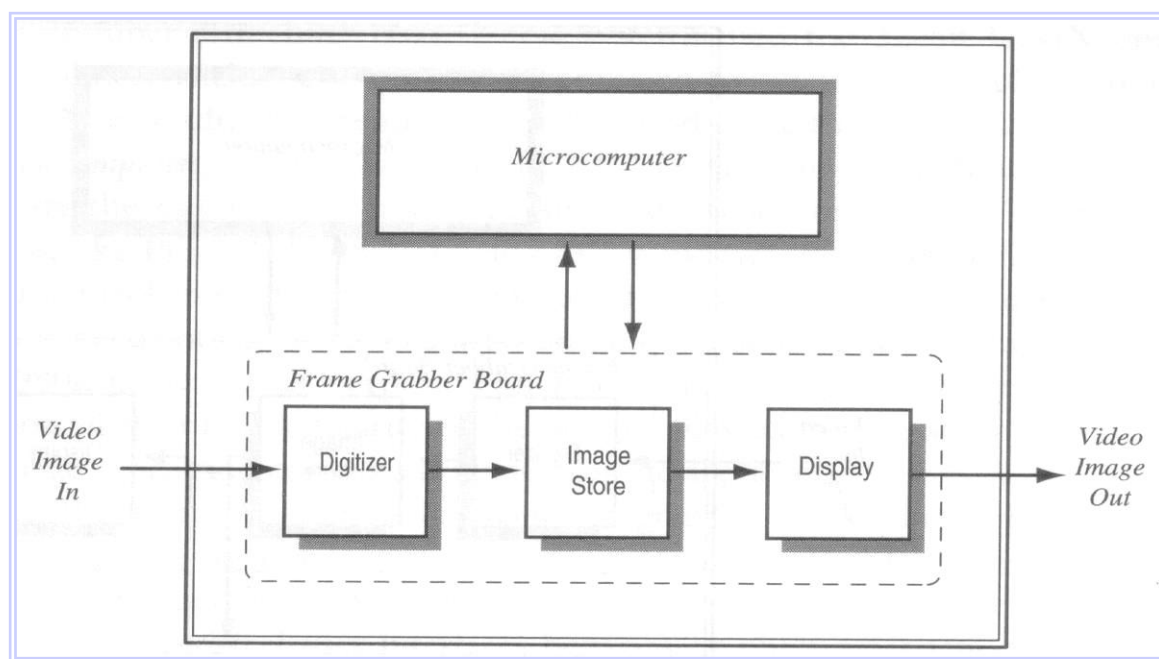 Microcomputer
Frame Grabber Board
Video
Image
In
Digitizer
Image
Store
Display
Video
Image
Out